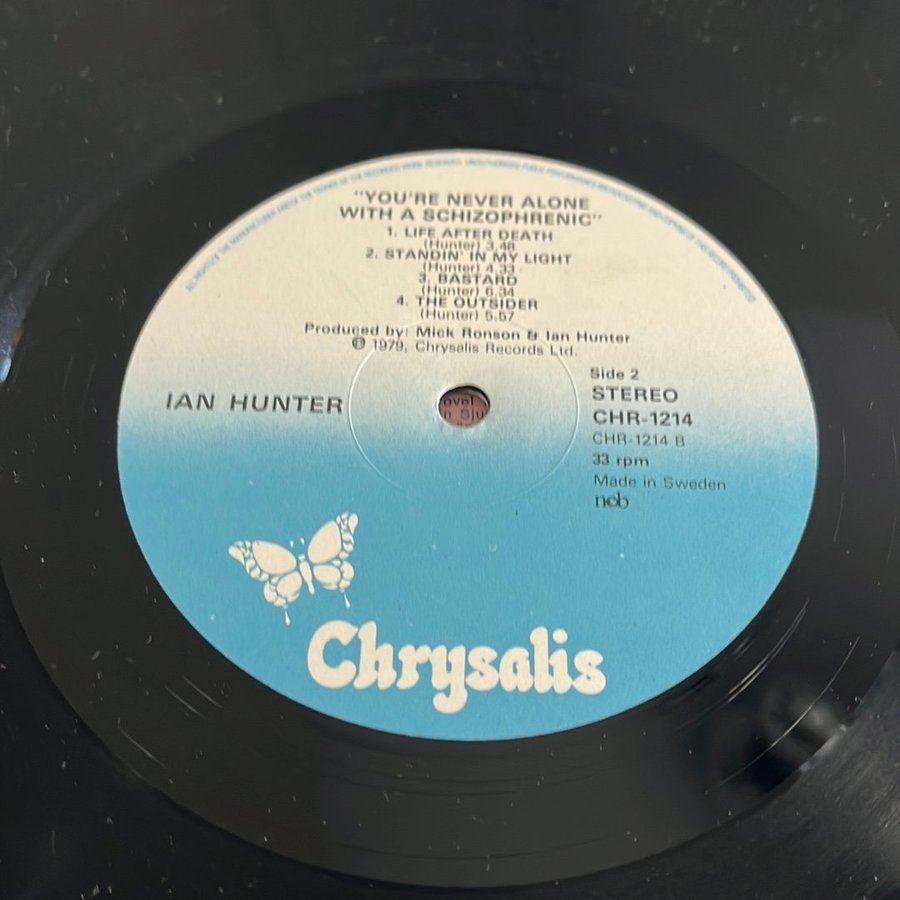 "YOU'RE NEVER ALONE
WITH A SCHIZOPHRENIC"
1. LIFE AFTER DEATH
(Hunter) 3.48
2. STANDIN' IN MY LIGHT
(Hunter) 4.33
3. BASTARD
(Hunter) 6.34
4. THE OUTSIDER
(Hunter) 5.57
Produced by: Mick Ronson & Ian Hunter
℗ 1979, Chrysalis Records Ltd.
IAN HUNTER
Side 2
STEREO
CHR-1214
CHR-1214 B
33 rpm
Made in Sweden
ncb
Chrysalis